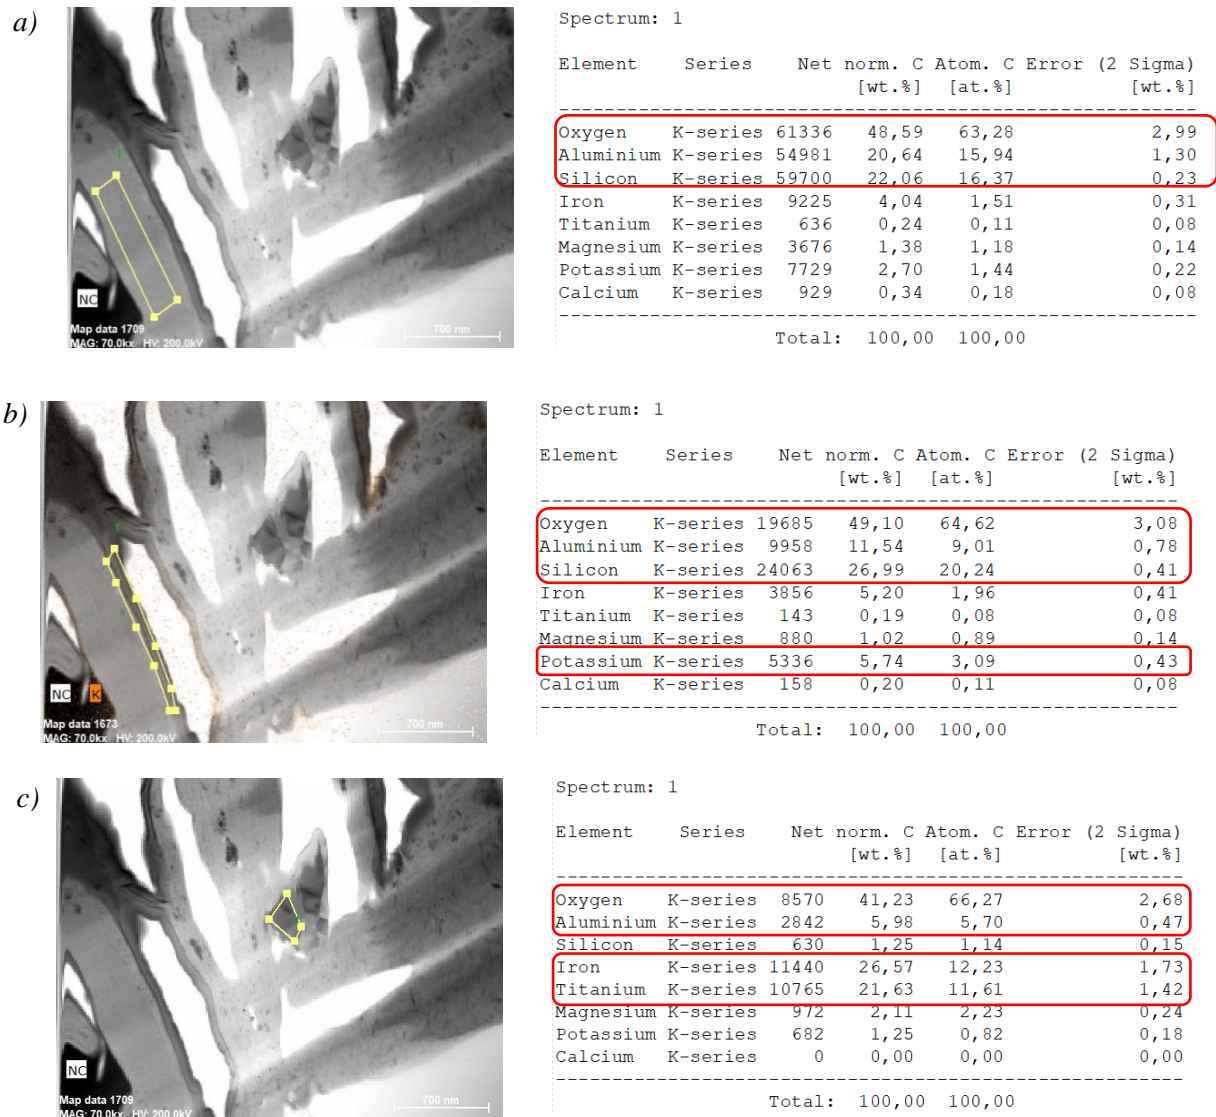 a)
NC
Map data 1709
MAG: 70,0kx HV: 200,0kV
700 nm
Spectrum: 1
Element Series Net norm. C Atom. C Error (2 Sigma)
[wt.%] [at.%] [wt.%]
Oxygen K-series 61336 48,59 63,28 2,99
Aluminium K-series 54981 20,64 15,94 1,30
Silicon K-series 59700 22,06 16,37 0,23
Iron K-series 9225 4,04 1,51 0,31
Titanium K-series 636 0,24 0,11 0,08
Magnesium K-series 3676 1,38 1,18 0,14
Potassium K-series 7729 2,70 1,44 0,22
Calcium K-series 929 0,34 0,18 0,08
Total: 100,00 100,00
b)
NC K
Map data 1673
MAG: 70,0kx HV: 200,0kV
700 nm
Spectrum: 1
Element Series Net norm. C Atom. C Error (2 Sigma)
[wt.%] [at.%] [wt.%]
Oxygen K-series 19685 49,10 64,62 3,08
Aluminium K-series 9958 11,54 9,01 0,78
Silicon K-series 24063 26,99 20,24 0,41
Iron K-series 3856 5,20 1,96 0,41
Titanium K-series 143 0,19 0,08 0,08
Magnesium K-series 880 1,02 0,89 0,14
Potassium K-series 5336 5,74 3,09 0,43
Calcium K-series 158 0,20 0,11 0,08
Total: 100,00 100,00
c)
NC
Map data 1709
MAG: 70,0kx HV: 200,0kV
700 nm
Spectrum: 1
Element Series Net norm. C Atom. C Error (2 Sigma)
[wt.%] [at.%] [wt.%]
Oxygen K-series 8570 41,23 66,27 2,68
Aluminium K-series 2842 5,98 5,70 0,47
Silicon K-series 630 1,25 1,14 0,15
Iron K-series 11440 26,57 12,23 1,73
Titanium K-series 10765 21,63 11,61 1,42
Magnesium K-series 972 2,11 2,23 0,24
Potassium K-series 682 1,25 0,82 0,18
Calcium K-series 0 0,00 0,00 0,00
Total: 100,00 100,00